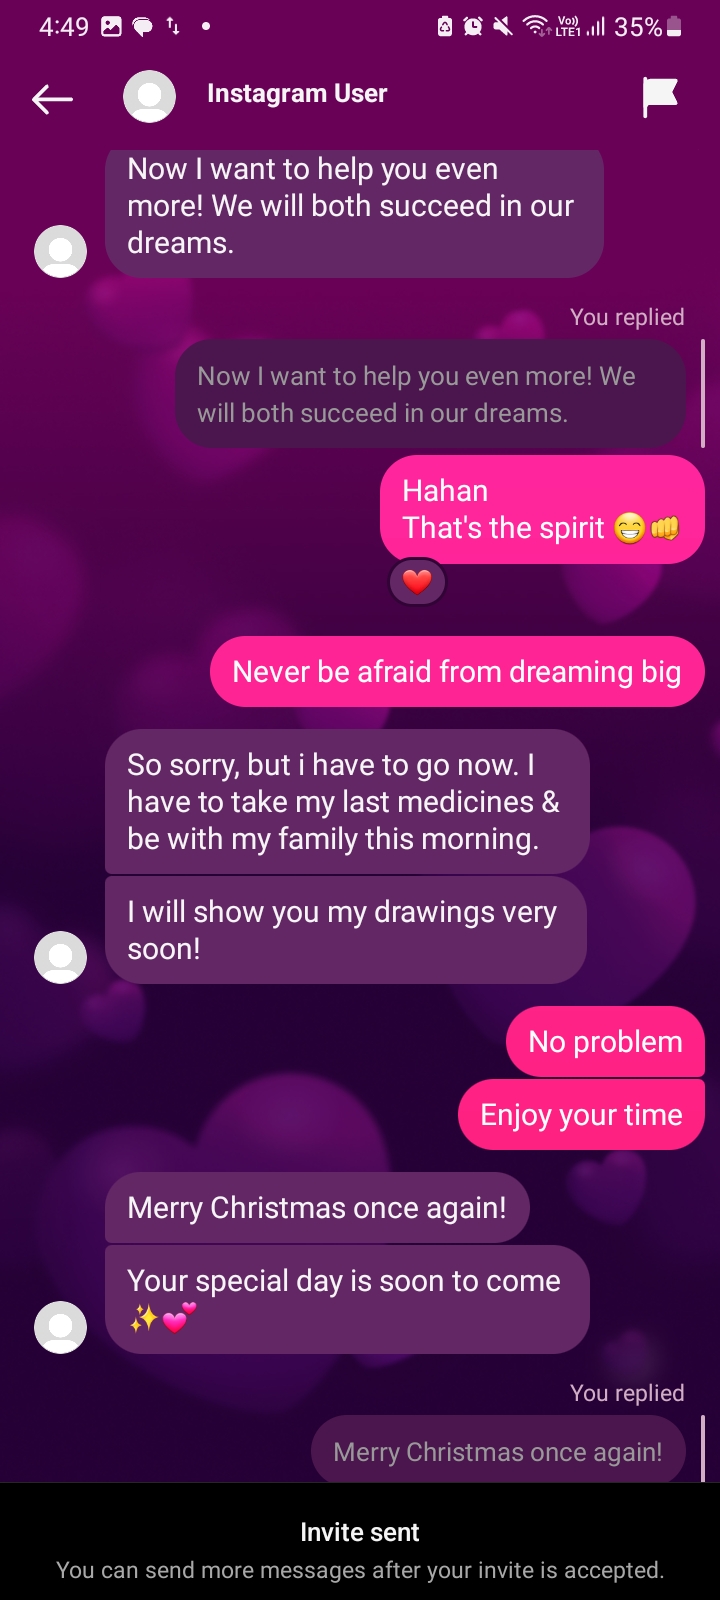 4:49
Vo))
LTE1
35%
Instagram User
Now I want to help you even
more! We will both succeed in our
dreams.
You replied
Now I want to help you even more! We
will both succeed in our dreams.
Hahan
That's the spirit 😁👊
❤️
Never be afraid from dreaming big
So sorry, but i have to go now. I
have to take my last medicines &
be with my family this morning.
I will show you my drawings very
soon!
No problem
Enjoy your time
Merry Christmas once again!
Your special day is soon to come
✨💕
You replied
Merry Christmas once again!
Invite sent
You can send more messages after your invite is accepted.